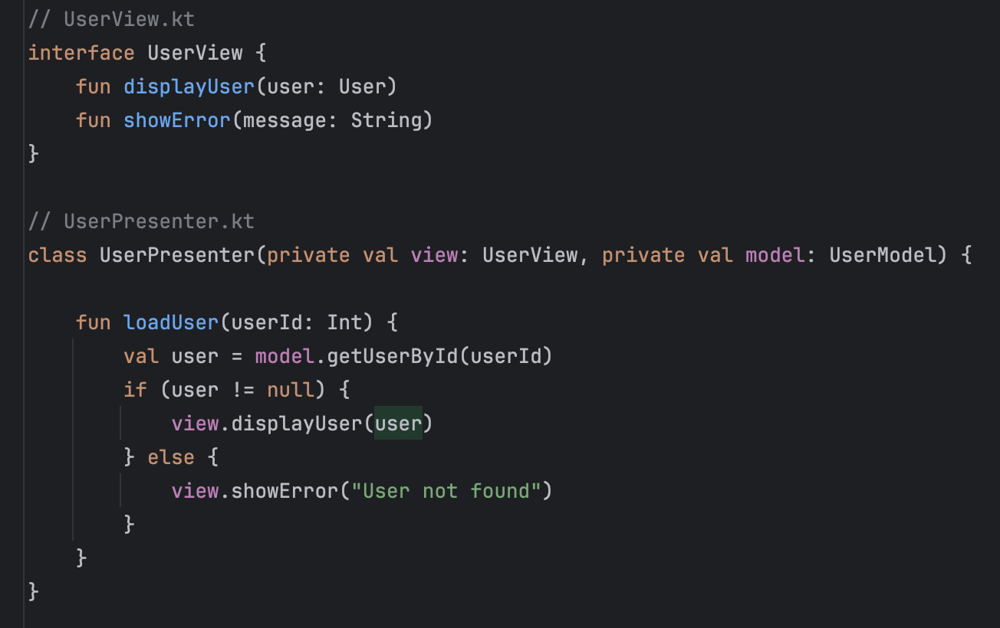 // UserView.kt
interface UserView {
    fun displayUser(user: User)
    fun showError(message: String)
}
// UserPresenter.kt
class UserPresenter(private val view: UserView, private val model: UserModel) {
    fun loadUser(userId: Int) {
        val user = model.getUserById(userId)
        if (user != null) {
            view.displayUser(user)
        } else {
            view.showError("User not found")
        }
    }
}